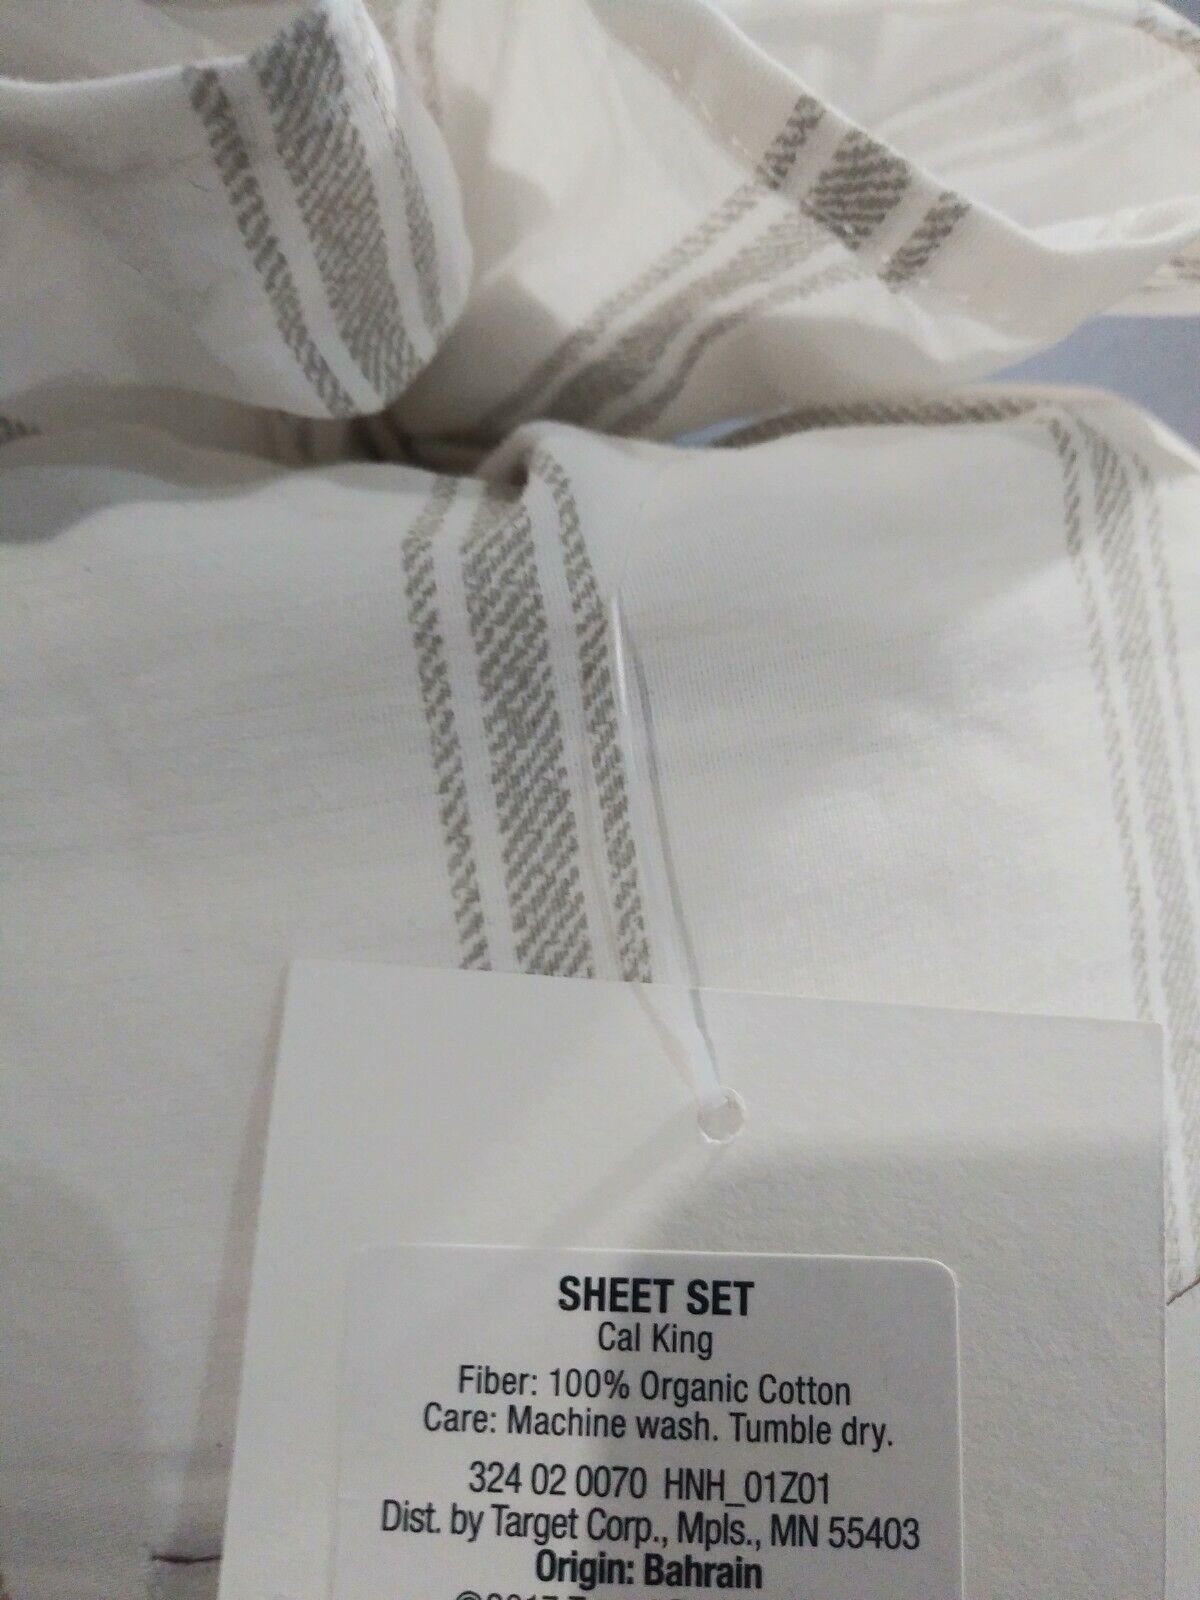 SHEET SET
Cal King
Fiber: 100% Organic Cotton
Care: Machine wash. Tumble dry.
324 02 0070 HNH_01Z01
Dist. by Target Corp., Mpls., MN 55403
Origin: Bahrain